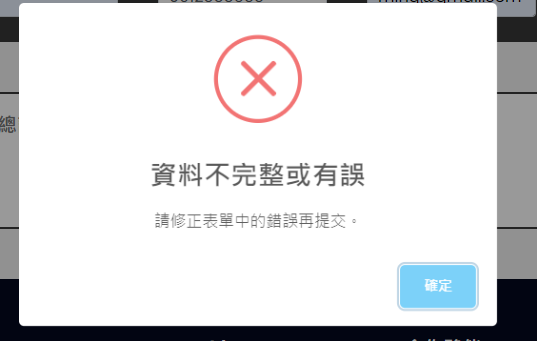 總
資料不完整或有誤
請修正表單中的錯誤再提交。
確定